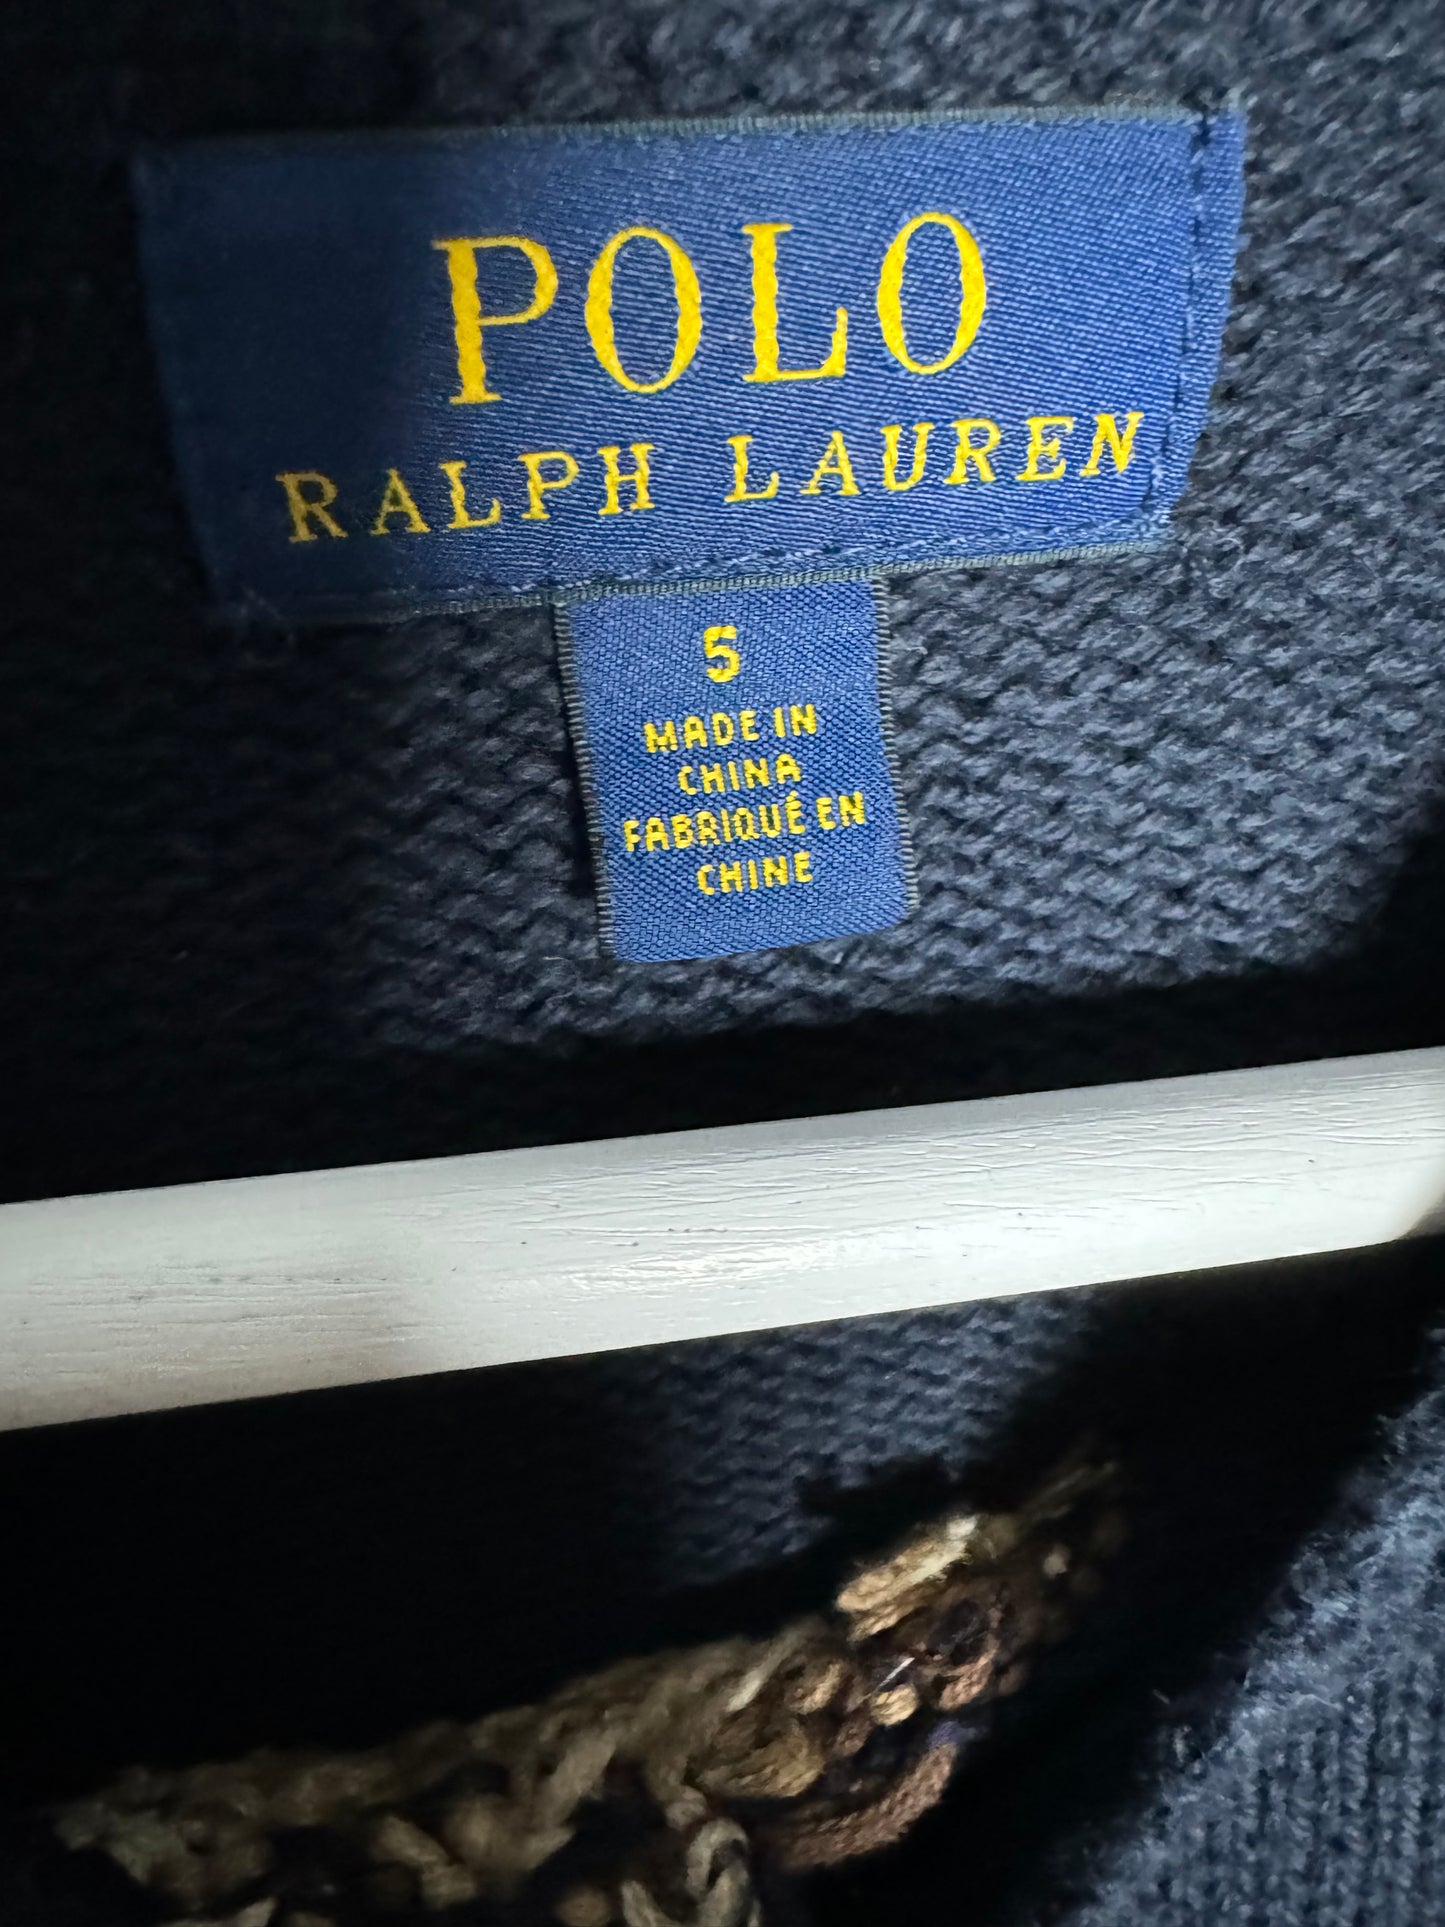 POLO
RALPH LAUREN
5
MADE IN
CHINA
FABRIQUÉ EN
CHINE